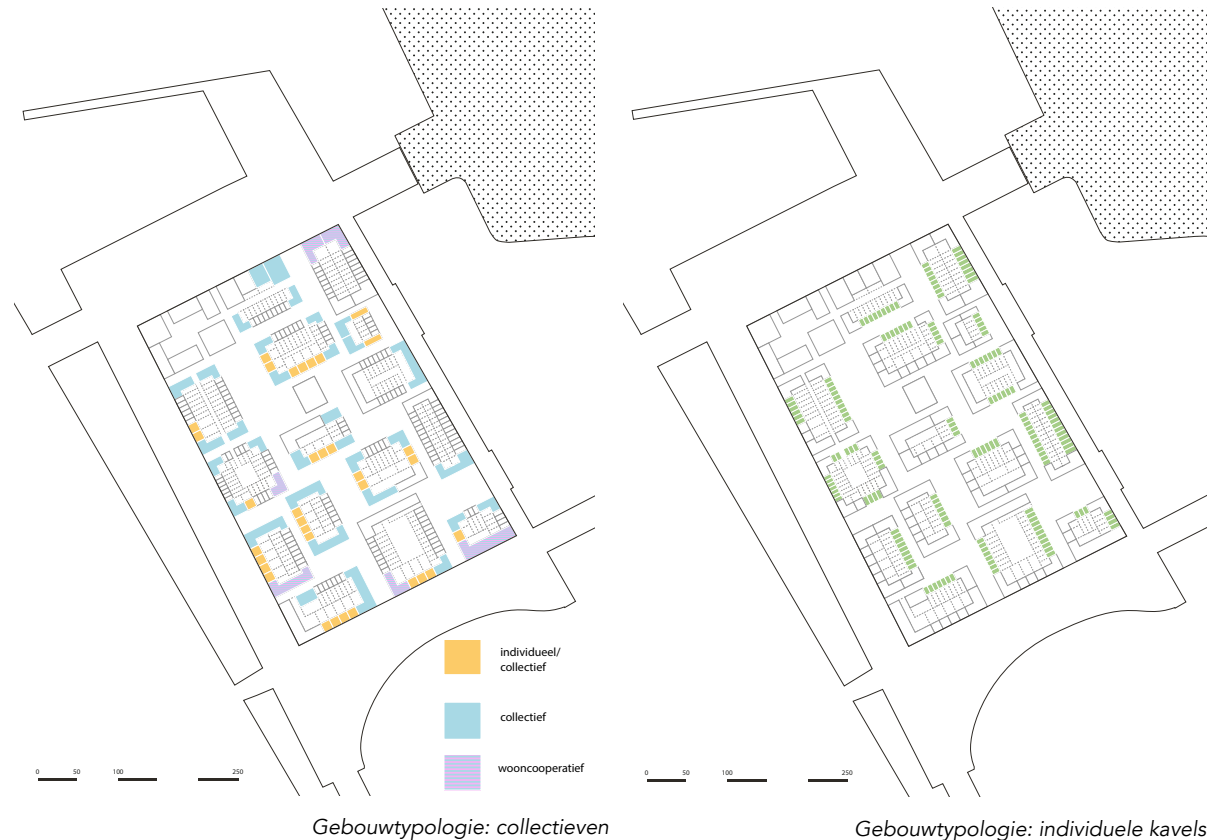 individueel/
collectief
collectief
wooncooperatief
0 50 100 250
0 50 100 250
Gebouwtypologie: collectieven
Gebouwtypologie: individuele kavels